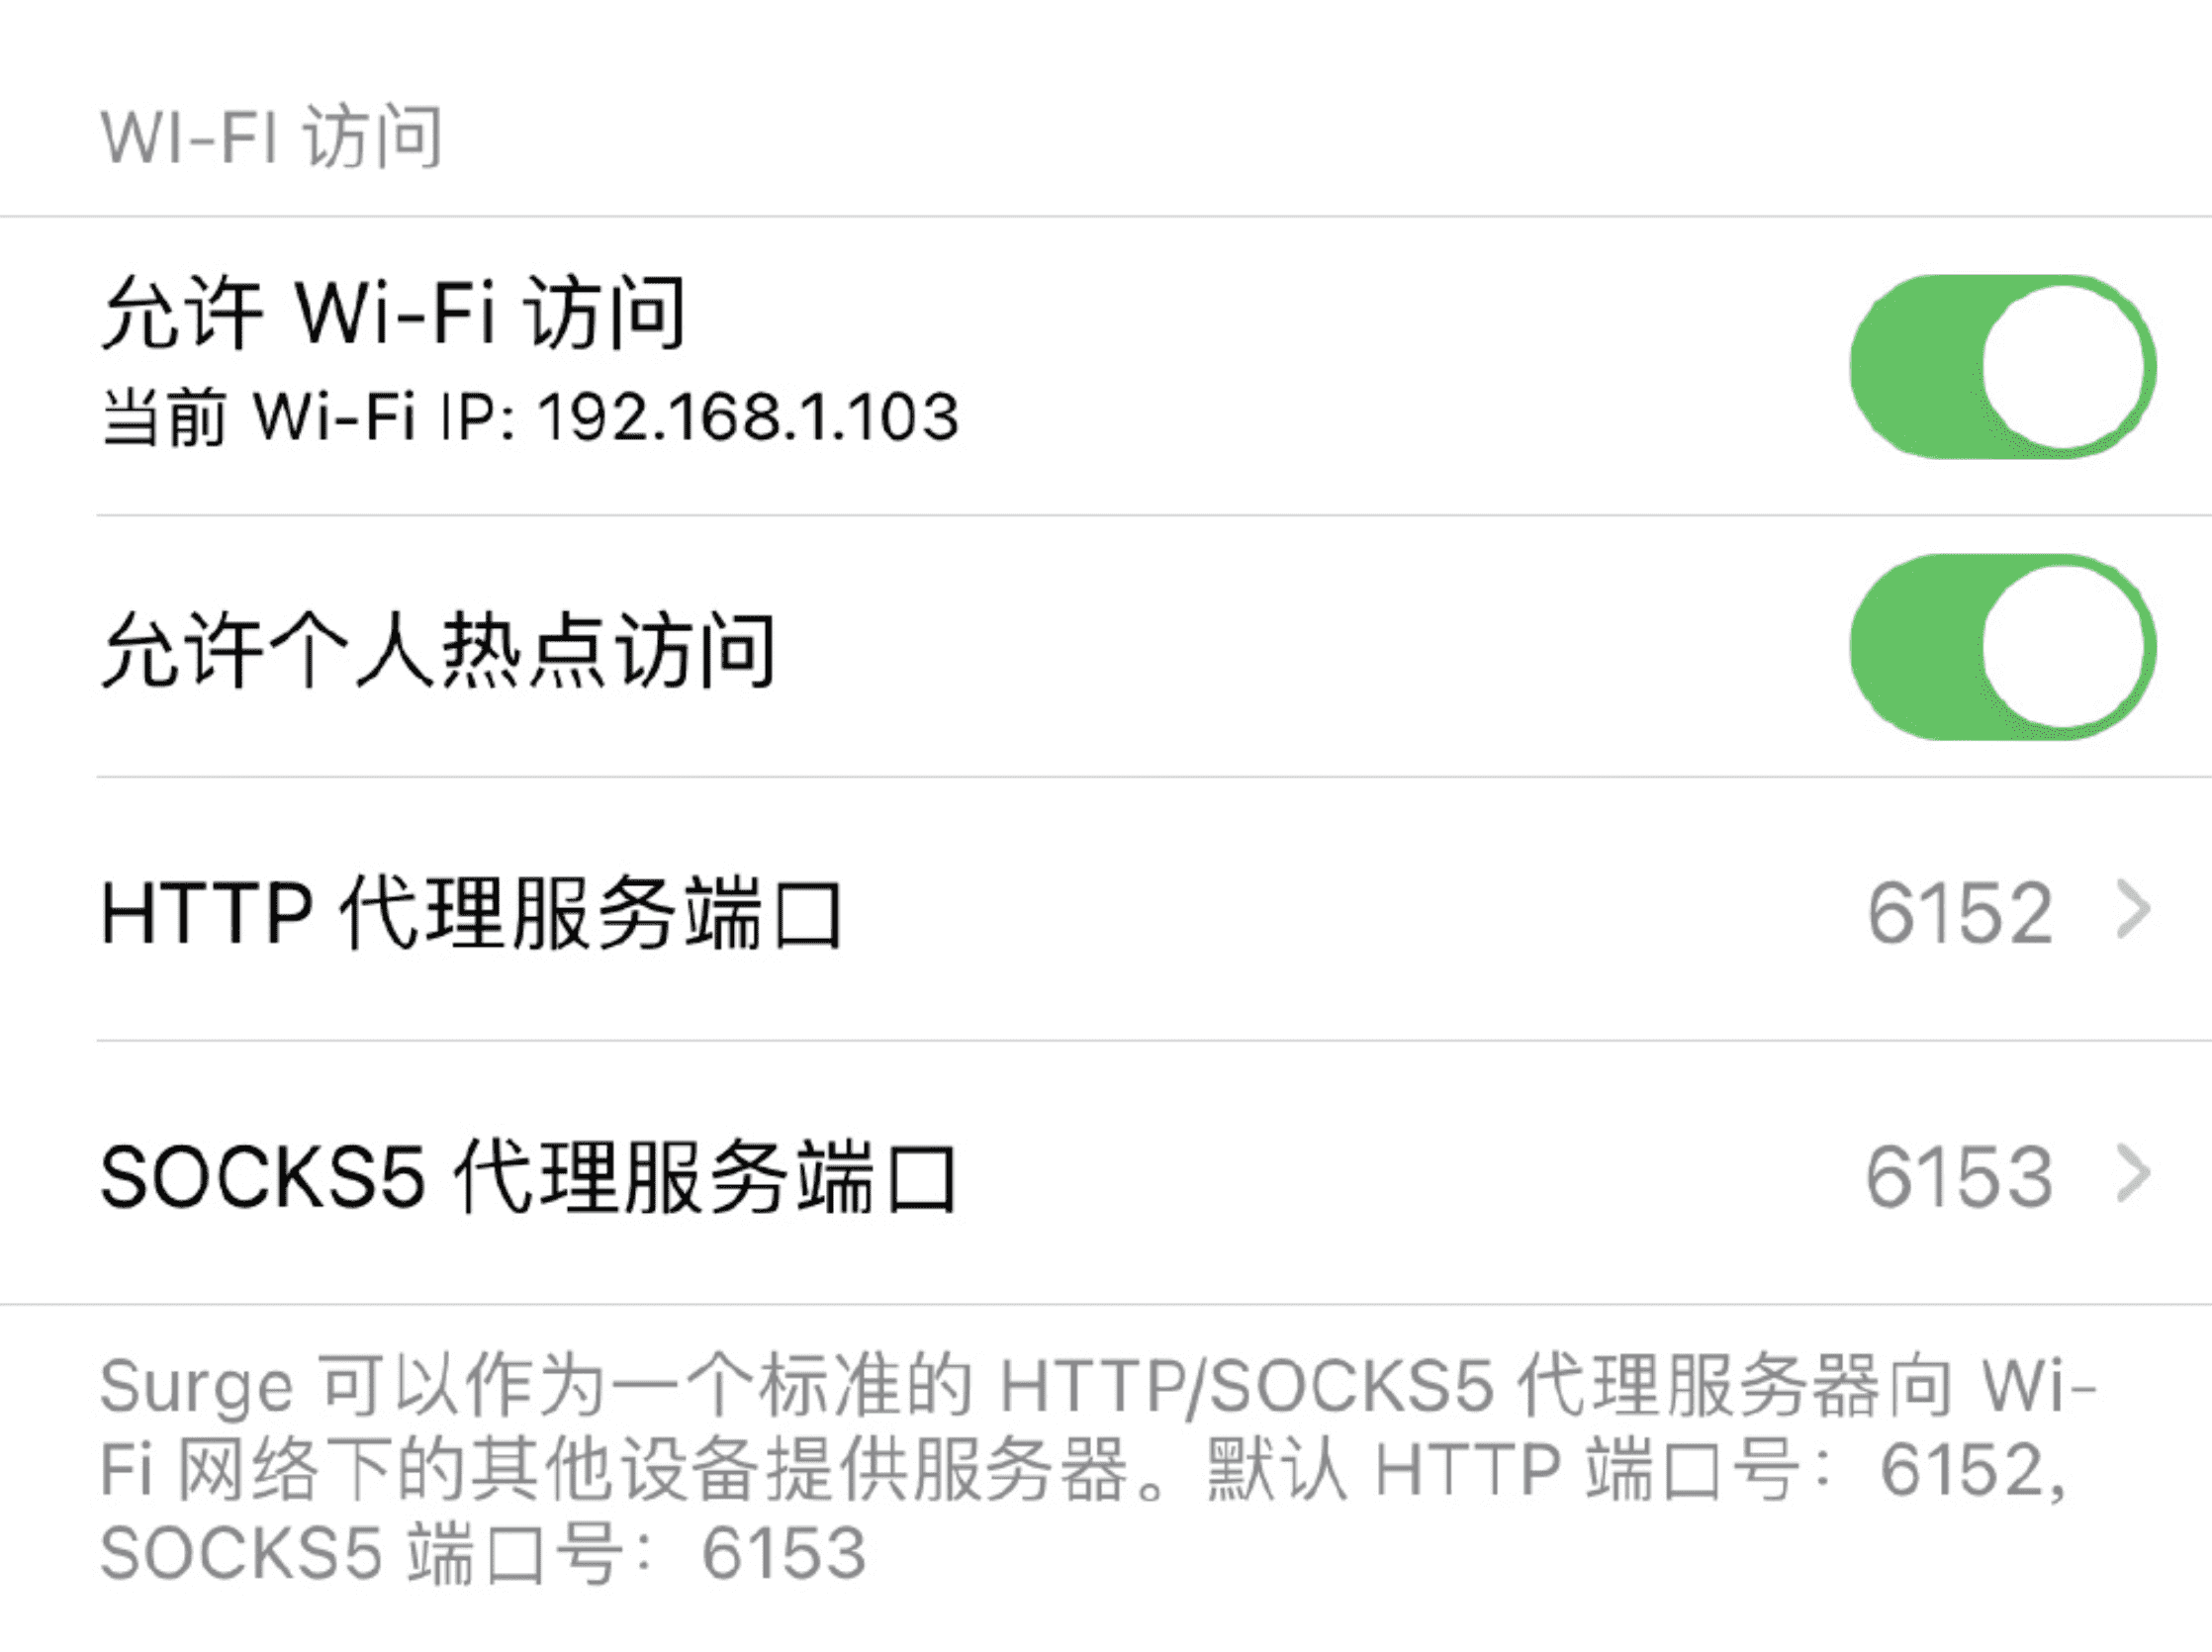 WI-FI 访问
允许 Wi-Fi 访问
当前 Wi-Fi IP: 192.168.1.103
允许个人热点访问
HTTP 代理服务端口 6152
SOCKS5 代理服务端口 6153
Surge 可以作为一个标准的 HTTP/SOCKS5 代理服务器向 Wi-
Fi 网络下的其他设备提供服务器。默认 HTTP 端口号：6152,
SOCKS5 端口号：6153